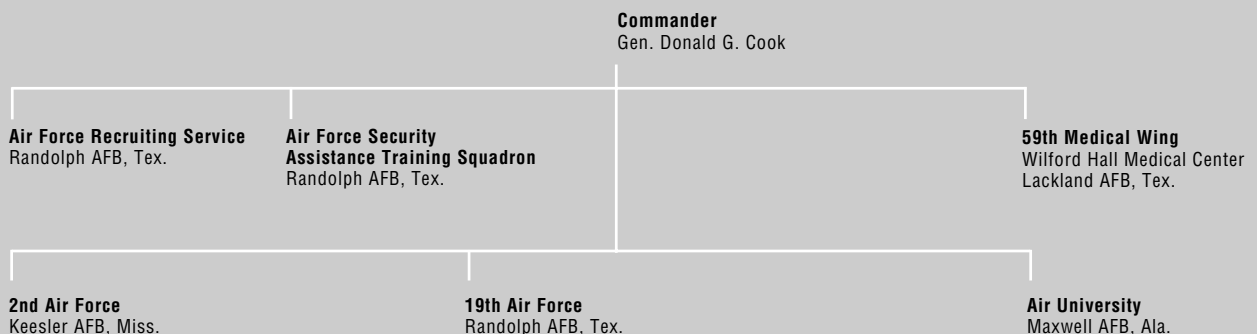 Commander
Gen. Donald G. Cook
Air Force Recruiting Service
Randolph AFB, Tex.
Air Force Security
Assistance Training Squadron
Randolph AFB, Tex.
59th Medical Wing
Wilford Hall Medical Center
Lackland AFB, Tex.
2nd Air Force
Keesler AFB, Miss.
19th Air Force
Randolph AFB, Tex.
Air University
Maxwell AFB, Ala.